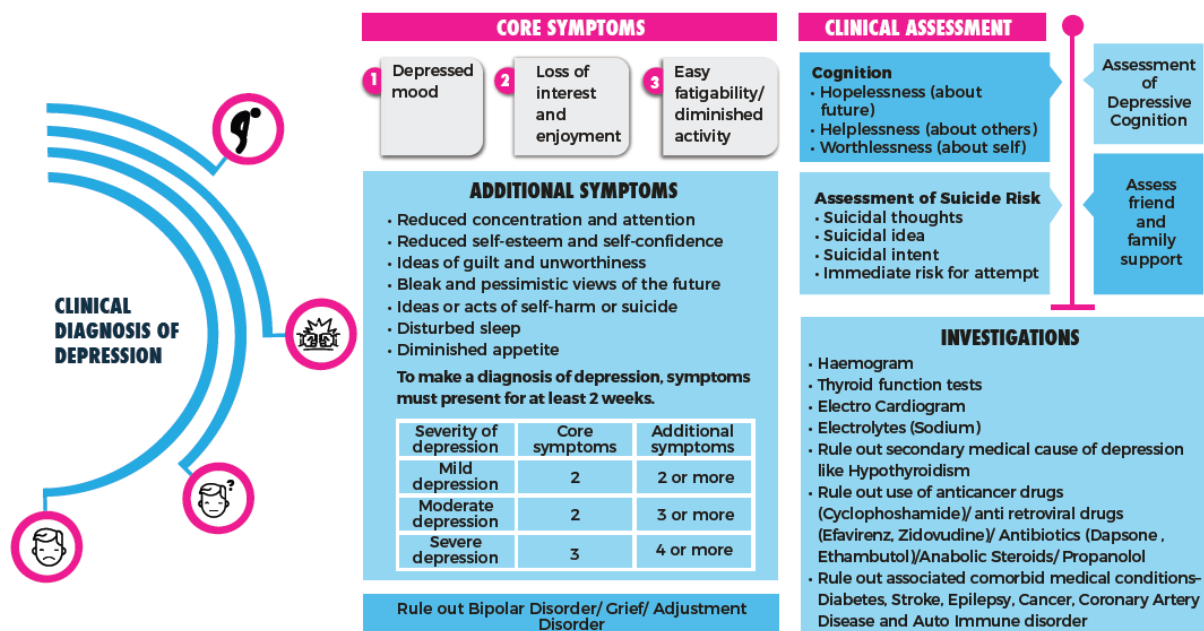 CLINICAL
DIAGNOSIS OF
DEPRESSION
?
CORE SYMPTOMS
1
Depressed
mood
2
Loss of
interest
and
enjoyment
3
Easy
fatigability/
diminished
activity
ADDITIONAL SYMPTOMS
• Reduced concentration and attention
• Reduced self-esteem and self-confidence
• Ideas of guilt and unworthiness
• Bleak and pessimistic views of the future
• Ideas or acts of self-harm or suicide
• Disturbed sleep
• Diminished appetite
To make a diagnosis of depression, symptoms
must present for at least 2 weeks.
Severity of
depression
Core
symptoms
Additional
symptoms
Mild
depression
2
2 or more
Moderate
depression
2
3 or more
Severe
depression
3
4 or more
Rule out Bipolar Disorder/ Grief/ Adjustment
Disorder
CLINICAL ASSESSMENT
Cognition
• Hopelessness (about
future)
• Helplessness (about others)
• Worthlessness (about self)
Assessment
of
Depressive
Cognition
Assessment of Suicide Risk
• Suicidal thoughts
• Suicidal idea
• Suicidal intent
• Immediate risk for attempt
Assess
friend
and
family
support
INVESTIGATIONS
• Haemogram
• Thyroid function tests
• Electro Cardiogram
• Electrolytes (Sodium)
• Rule out secondary medical cause of depression
like Hypothyroidism
• Rule out use of anticancer drugs
(Cyclophoshamide)/ anti retroviral drugs
(Efavirenz, Zidovudine)/ Antibiotics (Dapsone ,
Ethambutol)/Anabolic Steroids/ Propanolol
• Rule out associated comorbid medical conditions-
Diabetes, Stroke, Epilepsy, Cancer, Coronary Artery
Disease and Auto Immune disorder